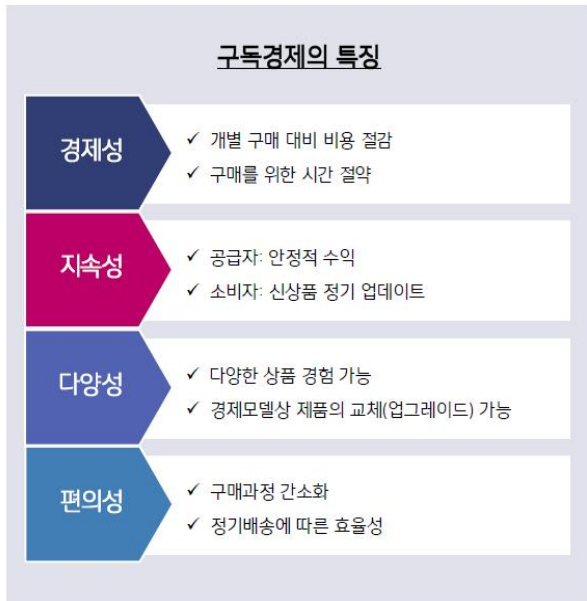 구독경제의 특징
경제성
✓ 개별 구매 대비 비용 절감
✓ 구매를 위한 시간 절약
지속성
✓ 공급자: 안정적 수익
✓ 소비자: 신상품 정기 업데이트
다양성
✓ 다양한 상품 경험 가능
✓ 경제모델상 제품의 교체(업그레이드) 가능
편의성
✓ 구매과정 간소화
✓ 정기배송에 따른 효율성